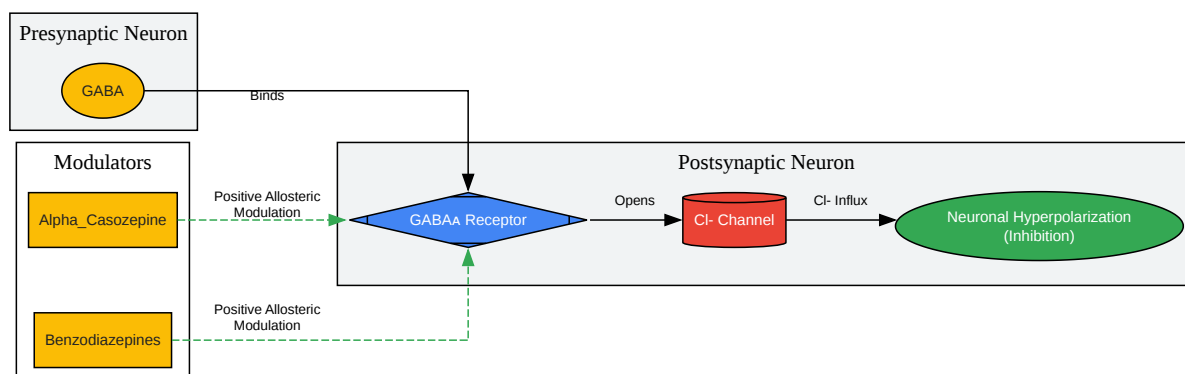 Presynaptic Neuron
GABA
Binds
Modulators
Alpha_Casozepine
Benzodiazepines
Positive Allosteric
Modulation
Positive Allosteric
Modulation
Postsynaptic Neuron
GABAᴀ Receptor
Opens
Cl- Channel
Cl- Influx
Neuronal Hyperpolarization
(Inhibition)